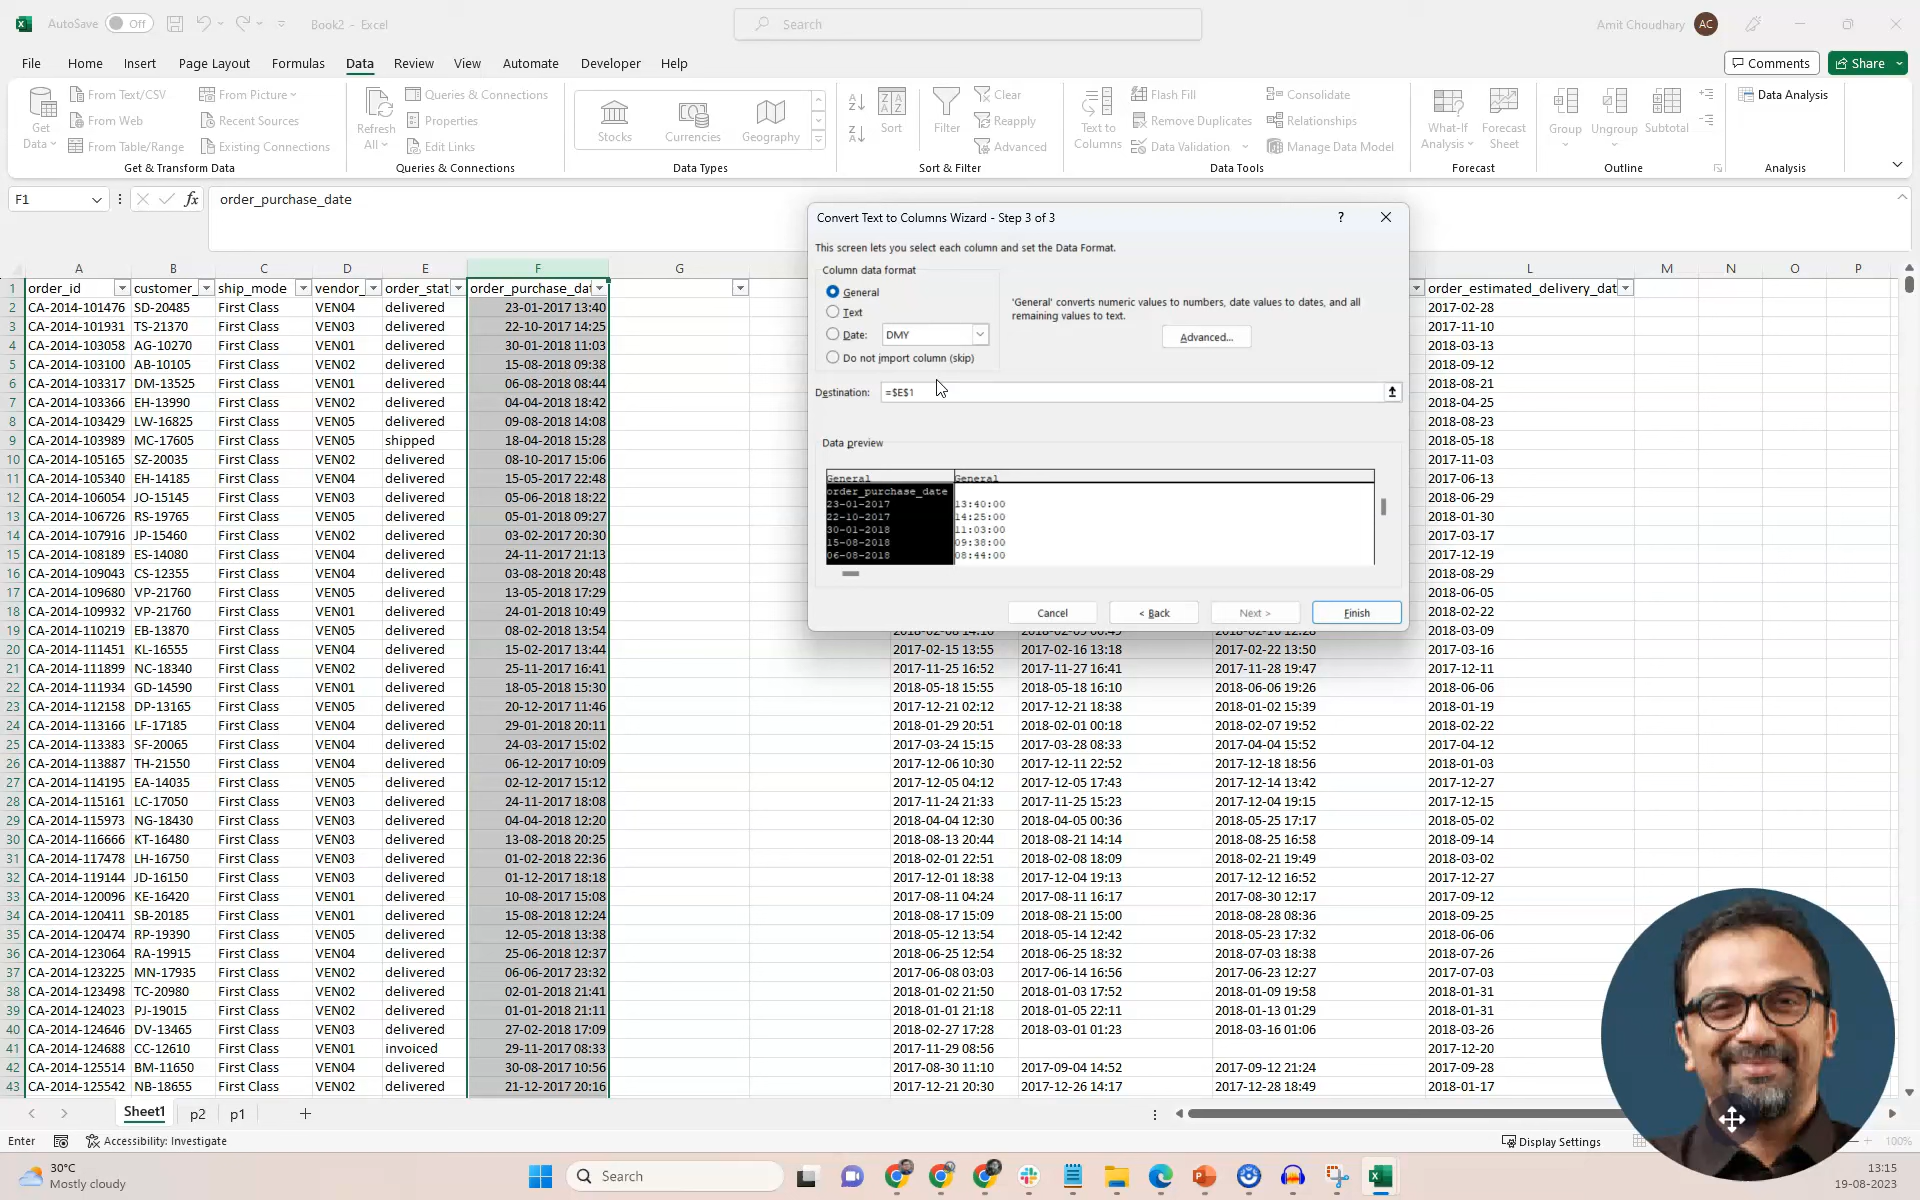 AutoSave Off Book2 - Excel Search Amit Choudhary AC
File Home Insert Page Layout Formulas Data Review View Automate Developer Help Comments Share
Get Data
From Text/CSV
From Web
From Table/Range
From Picture
Recent Sources
Existing Connections
Get & Transform Data
Refresh All
Queries & Connections
Properties
Edit Links
Queries & Connections
Stocks Currencies Geography
Data Types
Sort
Filter
Clear
Reapply
Advanced
Sort & Filter
Text to Columns
Flash Fill
Remove Duplicates
Data Validation
Consolidate
Relationships
Manage Data Model
Data Tools
What-If Analysis
Forecast Sheet
Forecast
Group Ungroup Subtotal
Outline
Data Analysis
Analysis
F1 fx order_purchase_date
Convert Text to Columns Wizard - Step 3 of 3 ?
This screen lets you select each column and set the Data Format.
Column data format
General
Text
Date: DMY
Do not import column (skip)
'General' converts numeric values to numbers, date values to dates, and all
remaining values to text.
Advanced...
Destination: =$E$1
Data preview
General General
order_purchase_date
23-01-2017 13:40:00
22-10-2017 14:25:00
30-01-2018 11:03:00
15-08-2018 09:38:00
06-08-2018 08:44:00
Cancel < Back Next > Finish
A B C D E F G L M N O P
1 order_id customer_ ship_mode vendor_ order_stat order_purchase_dat order_estimated_delivery_dat
2 CA-2014-101476 SD-20485 First Class VEN04 delivered 23-01-2017 13:40 2017-02-28
3 CA-2014-101931 TS-21370 First Class VEN03 delivered 22-10-2017 14:25 2017-11-10
4 CA-2014-103058 AG-10270 First Class VEN01 delivered 30-01-2018 11:03 2018-03-13
5 CA-2014-103100 AB-10105 First Class VEN02 delivered 15-08-2018 09:38 2018-09-12
6 CA-2014-103317 DM-13525 First Class VEN01 delivered 06-08-2018 08:44 2018-08-21
7 CA-2014-103366 EH-13990 First Class VEN02 delivered 04-04-2018 18:42 2018-04-25
8 CA-2014-103429 LW-16825 First Class VEN05 delivered 09-08-2018 14:08 2018-08-23
9 CA-2014-103989 MC-17605 First Class VEN05 shipped 18-04-2018 15:28 2018-05-18
10 CA-2014-105165 SZ-20035 First Class VEN02 delivered 08-10-2017 15:06 2017-11-03
11 CA-2014-105340 EH-14185 First Class VEN04 delivered 15-05-2017 22:48 2017-06-13
12 CA-2014-106054 JO-15145 First Class VEN03 delivered 05-06-2018 18:22 2018-06-29
13 CA-2014-106726 RS-19765 First Class VEN05 delivered 05-01-2018 09:27 2018-01-30
14 CA-2014-107916 JP-15460 First Class VEN02 delivered 03-02-2017 20:30 2017-03-17
15 CA-2014-108189 ES-14080 First Class VEN04 delivered 24-11-2017 21:13 2017-12-19
16 CA-2014-109043 CS-12355 First Class VEN04 delivered 03-08-2018 20:48 2018-08-29
17 CA-2014-109680 VP-21760 First Class VEN05 delivered 13-05-2018 17:29 2018-06-05
18 CA-2014-109932 VP-21760 First Class VEN01 delivered 24-01-2018 10:49 2018-02-22
19 CA-2014-110219 EB-13870 First Class VEN05 delivered 08-02-2018 13:54 2018-03-09
20 CA-2014-111451 KL-16555 First Class VEN04 delivered 15-02-2017 13:44 2017-02-15 13:55 2017-02-16 13:18 2017-02-22 13:50 2017-03-16
21 CA-2014-111899 NC-18340 First Class VEN02 delivered 25-11-2017 16:41 2017-11-25 16:52 2017-11-27 16:41 2017-11-28 19:47 2017-12-11
22 CA-2014-111934 GD-14590 First Class VEN01 delivered 18-05-2018 15:30 2018-05-18 15:55 2018-05-18 16:10 2018-06-06 19:26 2018-06-06
23 CA-2014-112158 DP-13165 First Class VEN05 delivered 20-12-2017 11:46 2017-12-21 02:12 2017-12-21 18:38 2018-01-02 15:39 2018-01-19
24 CA-2014-113166 LF-17185 First Class VEN04 delivered 29-01-2018 20:11 2018-01-29 20:51 2018-02-01 00:18 2018-02-07 19:52 2018-02-22
25 CA-2014-113383 SF-20065 First Class VEN04 delivered 24-03-2017 15:02 2017-03-24 15:15 2017-03-28 08:33 2017-04-04 15:52 2017-04-12
26 CA-2014-113887 TH-21550 First Class VEN04 delivered 06-12-2017 10:09 2017-12-06 10:30 2017-12-11 22:52 2017-12-18 18:56 2018-01-03
27 CA-2014-114195 EA-14035 First Class VEN05 delivered 02-12-2017 15:12 2017-12-05 04:12 2017-12-05 17:43 2017-12-14 13:42 2017-12-27
28 CA-2014-115161 LC-17050 First Class VEN03 delivered 24-11-2017 18:08 2017-11-24 21:33 2017-11-25 15:23 2017-12-04 19:15 2017-12-15
29 CA-2014-115973 NG-18430 First Class VEN03 delivered 04-04-2018 12:20 2018-04-04 12:30 2018-04-05 00:36 2018-04-25 17:17 2018-05-02
30 CA-2014-116666 KT-16480 First Class VEN03 delivered 13-08-2018 20:25 2018-08-13 20:44 2018-08-21 14:14 2018-08-25 16:58 2018-09-14
31 CA-2014-117478 LH-16750 First Class VEN03 delivered 01-02-2018 22:36 2018-02-01 22:51 2018-02-08 18:09 2018-02-21 19:49 2018-03-02
32 CA-2014-119144 JD-16150 First Class VEN03 delivered 01-12-2017 18:18 2017-12-01 18:38 2017-12-04 19:13 2017-12-12 16:52 2017-12-27
33 CA-2014-120096 KE-16420 First Class VEN01 delivered 10-08-2017 15:08 2017-08-11 04:24 2017-08-11 16:17 2017-08-30 12:17 2017-09-12
34 CA-2014-120411 SB-20185 First Class VEN01 delivered 15-08-2018 12:24 2018-08-17 15:09 2018-08-21 15:00 2018-08-28 08:36 2018-09-25
35 CA-2014-120474 RP-19390 First Class VEN05 delivered 12-05-2018 13:38 2018-05-12 13:54 2018-05-14 12:42 2018-05-23 17:32 2018-06-06
36 CA-2014-123064 RA-19915 First Class VEN04 delivered 25-06-2018 12:37 2018-06-25 12:54 2018-06-25 18:32 2018-07-03 18:38 2018-07-26
37 CA-2014-123225 MN-17935 First Class VEN02 delivered 06-06-2017 23:32 2017-06-08 03:03 2017-06-14 16:56 2017-06-23 12:27 2017-07-03
38 CA-2014-123498 TC-20980 First Class VEN02 delivered 02-01-2018 21:41 2018-01-02 21:50 2018-01-03 17:52 2018-01-09 19:58 2018-01-31
39 CA-2014-124023 PJ-19015 First Class VEN02 delivered 01-01-2018 21:11 2018-01-01 21:18 2018-01-05 22:11 2018-01-13 01:29 2018-01-31
40 CA-2014-124646 DV-13465 First Class VEN03 delivered 27-02-2018 17:09 2018-02-27 17:28 2018-03-01 01:23 2018-03-16 01:06 2018-03-26
41 CA-2014-124688 CC-12610 First Class VEN01 invoiced 29-11-2017 08:33 2017-11-29 08:56 2017-12-20
42 CA-2014-125514 BM-11650 First Class VEN04 delivered 30-08-2017 10:56 2017-08-30 11:10 2017-09-04 14:52 2017-09-12 21:24 2017-09-28
43 CA-2014-125542 NB-18655 First Class VEN02 delivered 21-12-2017 20:16 2017-12-21 20:30 2017-12-26 14:17 2017-12-28 18:49 2018-01-17
Sheet1 p2 p1
Enter Accessibility: Investigate Display Settings 100%
30°C
Mostly cloudy
Search
13:15
19-08-2023